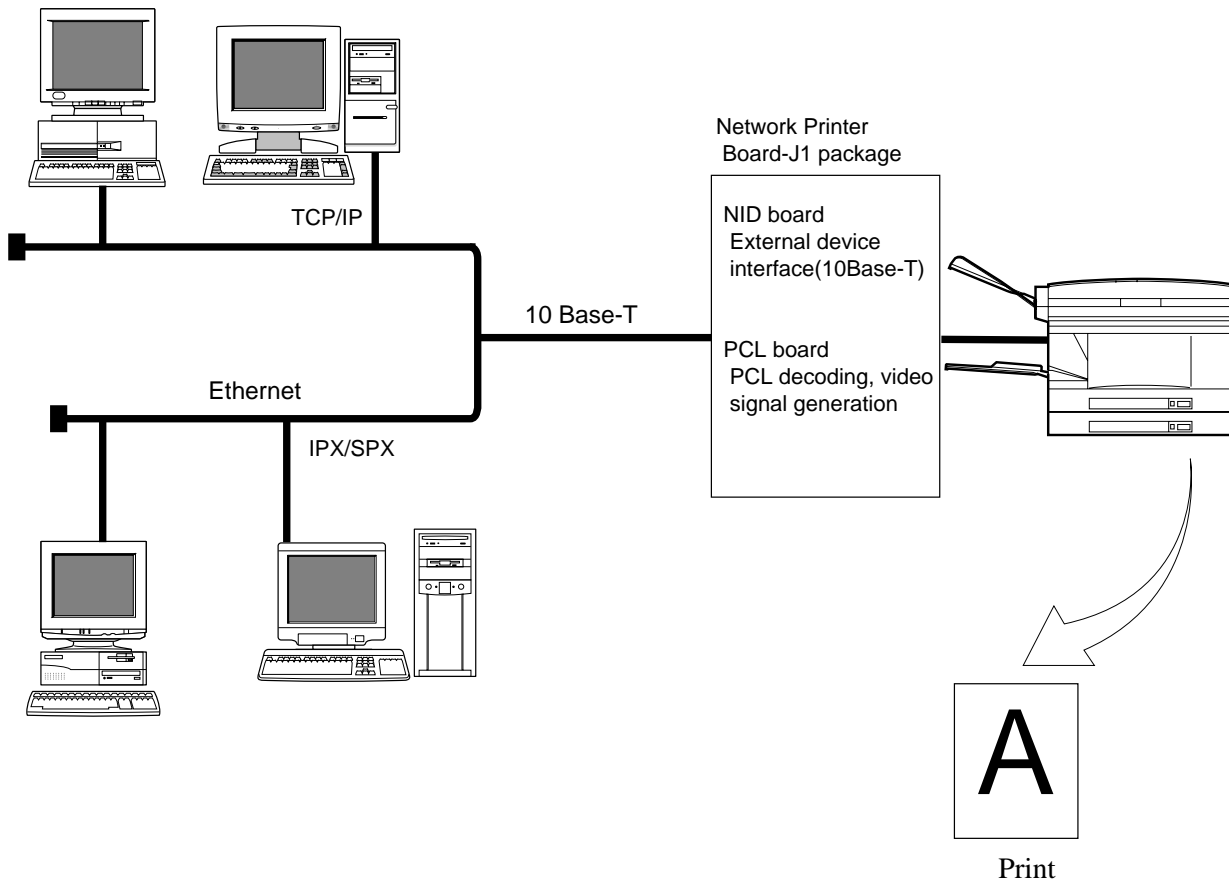 Network Printer
Board-J1 package
TCP/IP
NID board
External device
interface(10Base-T)
10 Base-T
PCL board
PCL decoding, video
signal generation
Ethernet
IPX/SPX
A
Print